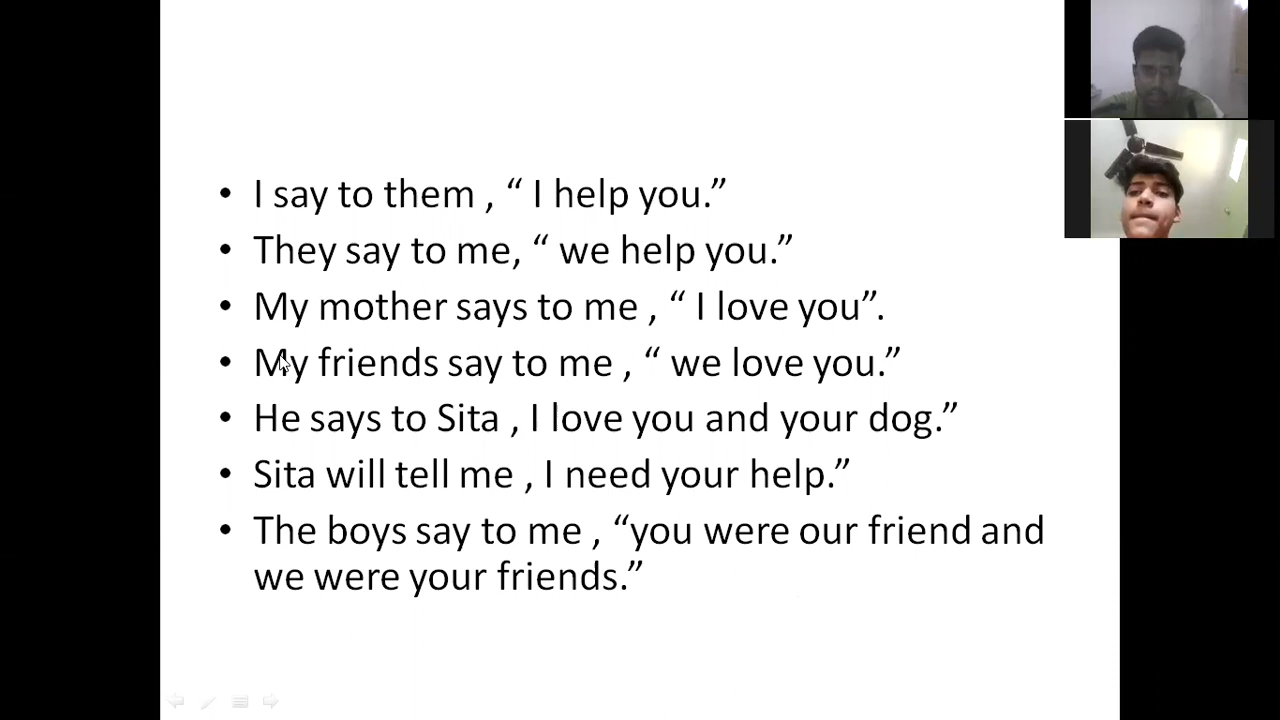 • I say to them , “ I help you.”
• They say to me, “ we help you.”
• My mother says to me , “ I love you”.
• My friends say to me , “ we love you.”
• He says to Sita , I love you and your dog.”
• Sita will tell me , I need your help.”
• The boys say to me , “you were our friend and
we were your friends.”